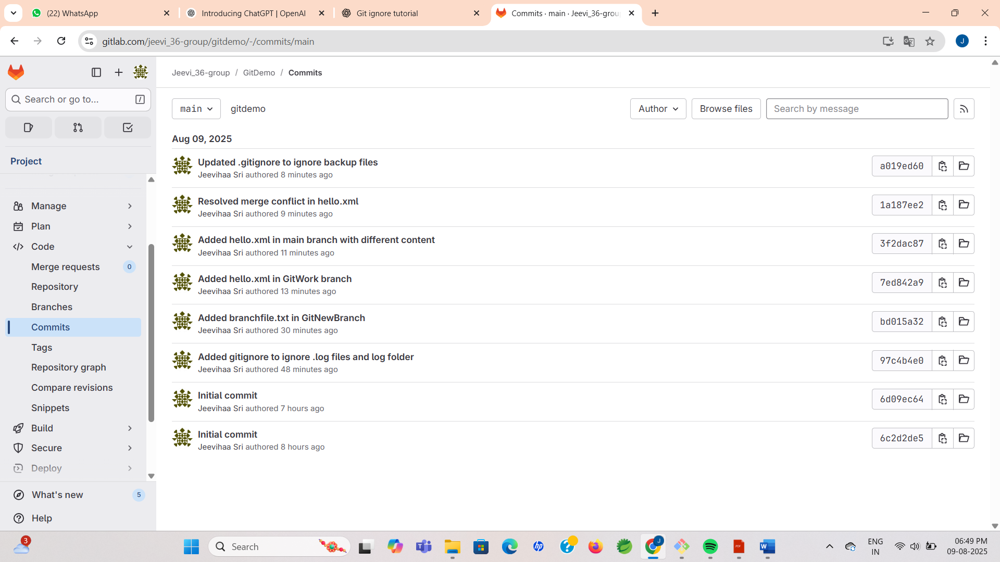 (22) WhatsApp
Introducing ChatGPT | OpenAI
Git ignore tutorial
Commits · main · Jeevi_36-group
gitlab.com/jeevi_36-group/gitdemo/-/commits/main
J
Jeevi_36-group / GitDemo / Commits
Search or go to... /
main
gitdemo
Author
Browse files
Search by message
Project
Manage
Plan
Code
Merge requests 0
Repository
Branches
Commits
Tags
Repository graph
Compare revisions
Snippets
Build
Secure
Deploy
What's new 5
Help
Aug 09, 2025
Updated .gitignore to ignore backup files
Jeevihaa Sri authored 8 minutes ago
a019ed60
Resolved merge conflict in hello.xml
Jeevihaa Sri authored 9 minutes ago
1a187ee2
Added hello.xml in main branch with different content
Jeevihaa Sri authored 11 minutes ago
3f2dac87
Added hello.xml in GitWork branch
Jeevihaa Sri authored 13 minutes ago
7ed842a9
Added branchfile.txt in GitNewBranch
Jeevihaa Sri authored 30 minutes ago
bd015a32
Added gitignore to ignore .log files and log folder
Jeevihaa Sri authored 48 minutes ago
97c4b4e0
Initial commit
Jeevihaa Sri authored 7 hours ago
6d09ec64
Initial commit
Jeevihaa Sri authored 8 hours ago
6c2d2de5
3
Search
hp
J
PDF
W
ENG
IN
06:49 PM
09-08-2025